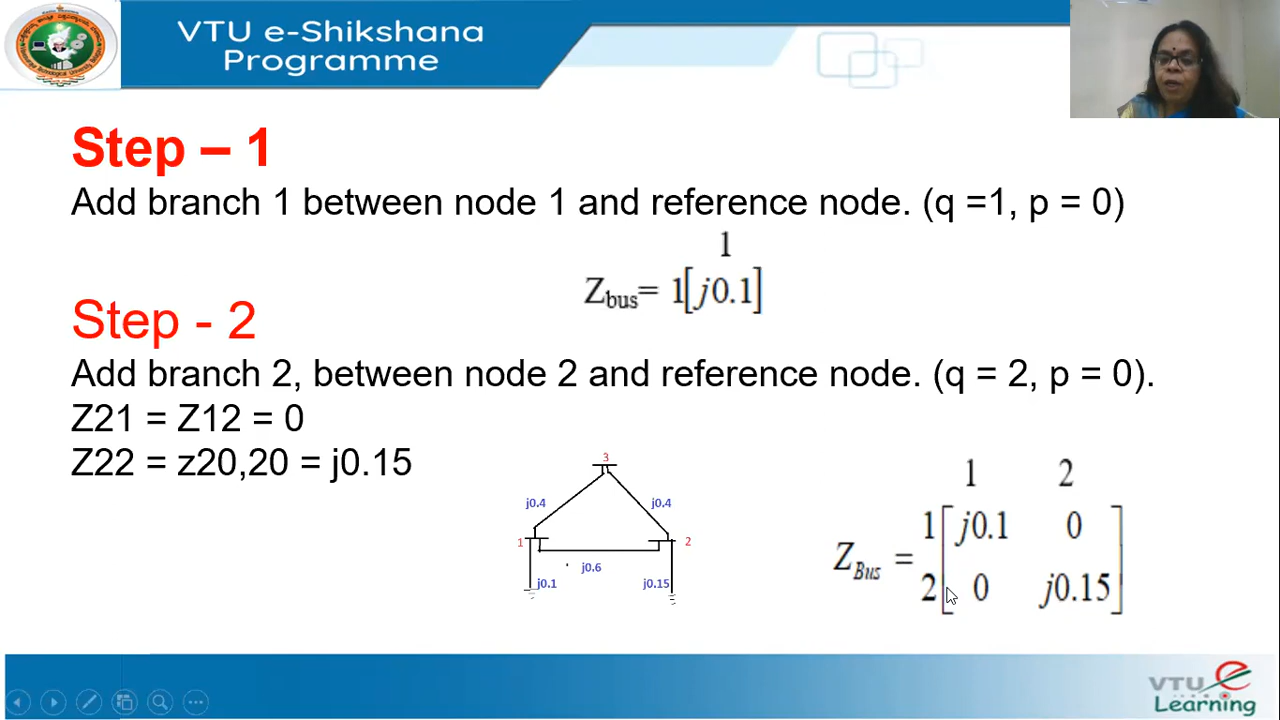 VTU e-Shikshana
Programme
Step – 1
Add branch 1 between node 1 and reference node. (q =1, p = 0)
1
Zbus= 1[j0.1]
Step - 2
Add branch 2, between node 2 and reference node. (q = 2, p = 0).
Z21 = Z12 = 0
Z22 = z20,20 = j0.15
3
j0.4 j0.4
1 2
j0.6
j0.1 j0.15
1 2
1 j0.1 0
ZBus =
2 0 j0.15
VTU e
Learning